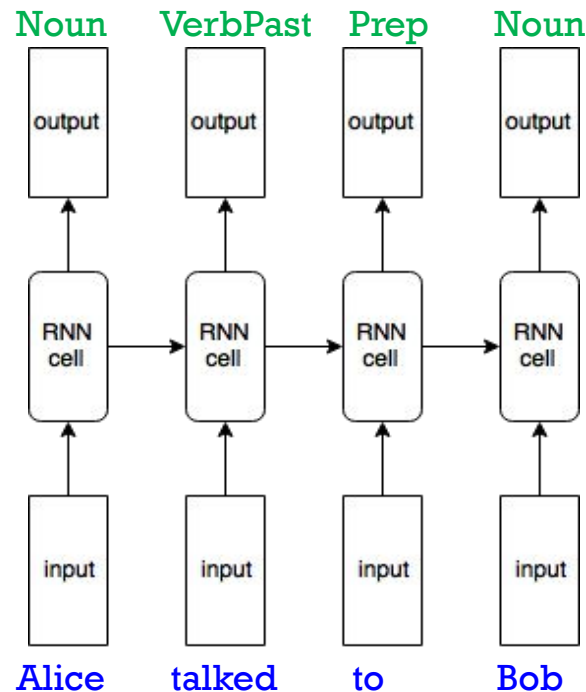 Noun VerbPast Prep Noun
output output output output
RNN RNN RNN RNN
cell cell cell cell
input input input input
Alice talked to Bob